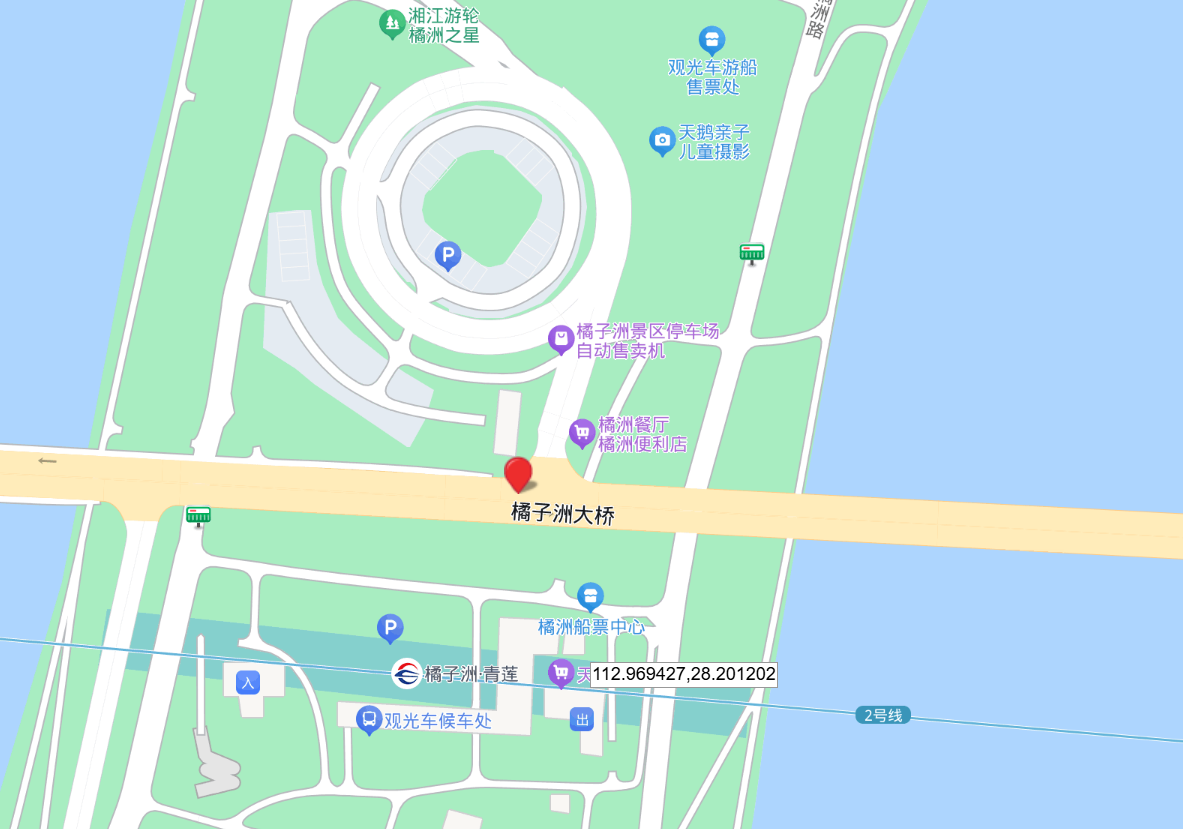 湘江游轮
橘洲之星
橘洲路
观光车游船
售票处
天鹅亲子
儿童摄影
P
橘子洲景区停车场
自动售卖机
橘洲餐厅
橘洲便利店
橘子洲大桥
橘洲船票中心
P
橘子洲·青莲
天
112.969427,28.201202
入
观光车候车处
出
2号线